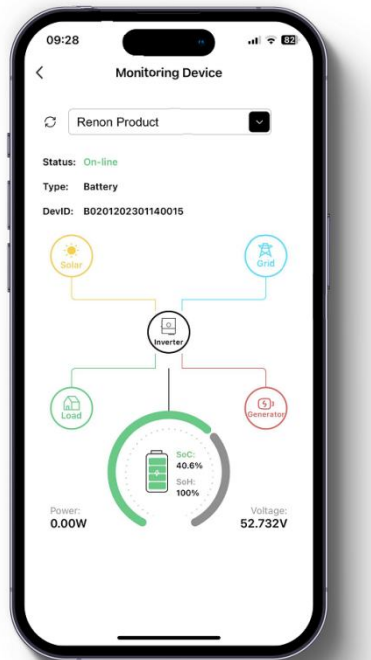 09:28
82
Monitoring Device
Renon Product
Status: On-line
Type: Battery
DevID: B0201202301140015
Solar
Grid
Inverter
Load
Generator
SoC:
40.6%
SoH:
100%
Power:
0.00W
Voltage:
52.732V